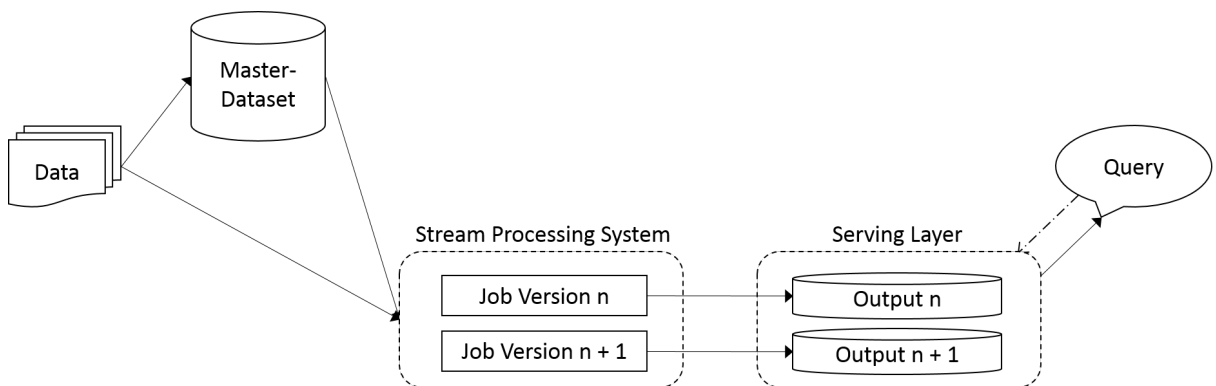 Master-
Dataset
Data
Query
Stream Processing System
Serving Layer
Job Version n
Output n
Job Version n + 1
Output n + 1